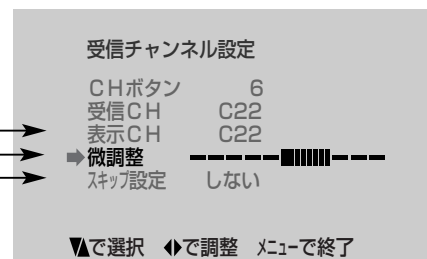 受信チャンネル設定
CHボタン 6
受信CH C22
表示CH C22
微調整
スキップ設定 しない
で選択 で調整 メニューで終了